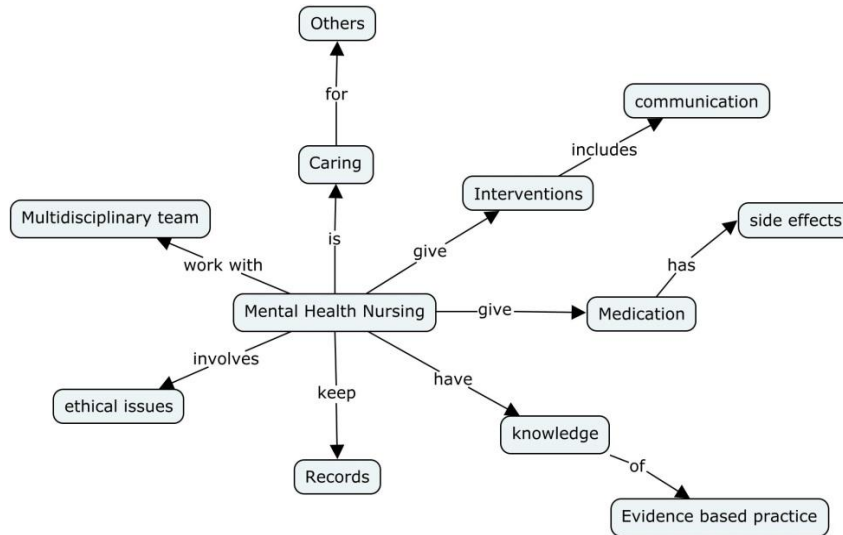 Others
for
communication
includes
Caring
Interventions
Multidisciplinary team
side effects
is
give
work with
has
Mental Health Nursing
give
Medication
involves
have
keep
ethical issues
knowledge
of
Records
Evidence based practice